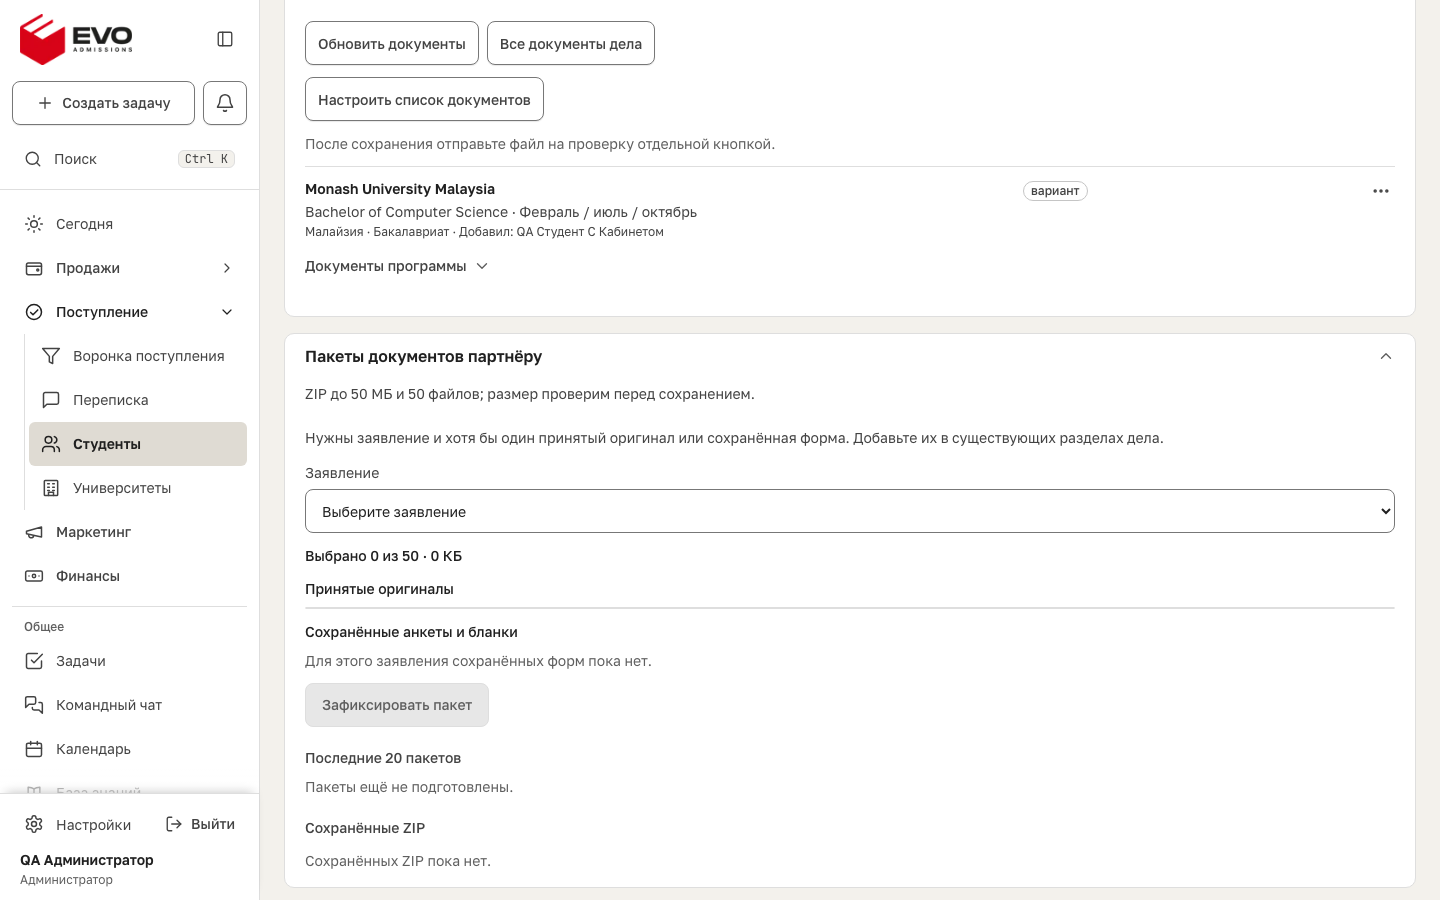 EVO
ADMISSIONS
Создать задачу
Поиск
Ctrl K
Сегодня
Продажи
Поступление
Воронка поступления
Переписка
Студенты
Университеты
Маркетинг
Финансы
Общее
Задачи
Командный чат
Календарь
База знаний
Настройки
Выйти
QA Администратор
Администратор
Обновить документы
Все документы дела
Настроить список документов
После сохранения отправьте файл на проверку отдельной кнопкой.
Monash University Malaysia
вариант
Bachelor of Computer Science · Февраль / июль / октябрь
Малайзия · Бакалавриат · Добавил: QA Студент С Кабинетом
Документы программы
Пакеты документов партнёру
ZIP до 50 МБ и 50 файлов; размер проверим перед сохранением.
Нужны заявление и хотя бы один принятый оригинал или сохранённая форма. Добавьте их в существующих разделах дела.
Заявление
Выберите заявление
Выбрано 0 из 50 · 0 КБ
Принятые оригиналы
Сохранённые анкеты и бланки
Для этого заявления сохранённых форм пока нет.
Зафиксировать пакет
Последние 20 пакетов
Пакеты ещё не подготовлены.
Сохранённые ZIP
Сохранённых ZIP пока нет.